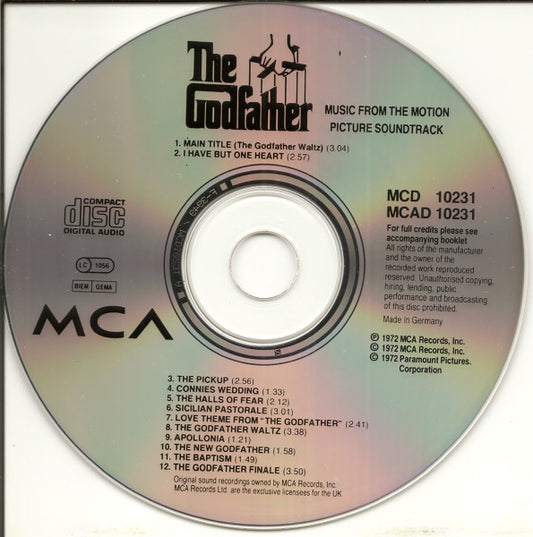 The
Godfather
MUSIC FROM THE MOTION
PICTURE SOUNDTRACK
1. MAIN TITLE (The Godfather Waltz) (3.04)
2. I HAVE BUT ONE HEART (2.57)
COMPACT
disc
DIGITAL AUDIO
LC 1056
BIEM GEMA
MCA
MCD 10231
MCAD 10231
For full credits please see
accompanying booklet
All rights of the manufacturer
and the owner of the
recorded work reproduced
reserved. Unauthorised copying,
hiring, lending, public
performance and broadcasting
of this disc prohibited.
Made in Germany
Ⓟ 1972 MCA Records, Inc.
© 1972 MCA Records, Inc.
© 1972 Paramount Pictures.
Corporation
3. THE PICKUP (2.56)
4. CONNIES WEDDING (1.33)
5. THE HALLS OF FEAR (2.12)
6. SICILIAN PASTORALE (3.01)
7. LOVE THEME FROM "THE GODFATHER" (2.41)
8. THE GODFATHER WALTZ (3.38)
9. APOLLONIA (1.21)
10. THE NEW GODFATHER (1.58)
11. THE BAPTISM (1.49)
12. THE GODFATHER FINALE (3.50)
Original sound recordings owned by MCA Records, Inc.
MCA Records Ltd are the exclusive licensees for the UK